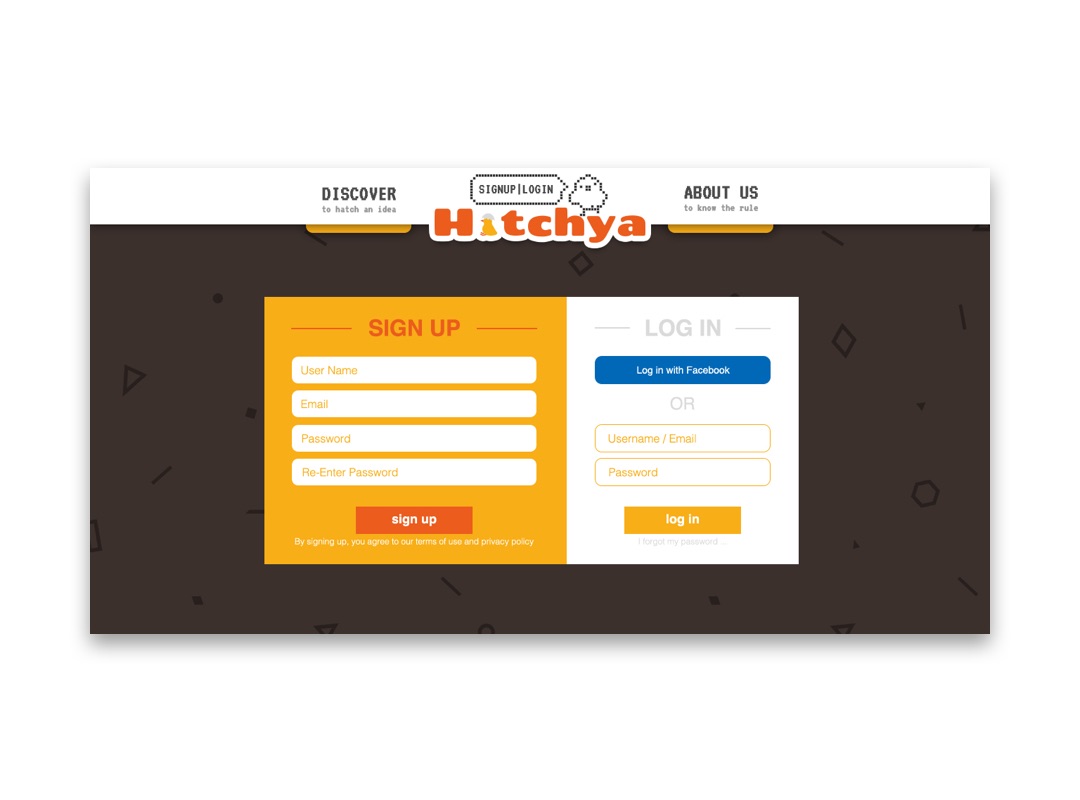 DISCOVER
to hatch an idea
SIGNUP|LOGIN
Hatchya
ABOUT US
to know the rule
SIGN UP
User Name
Email
Password
Re-Enter Password
sign up
By signing up, you agree to our terms of use and privacy policy
LOG IN
Log in with Facebook
OR
Username / Email
Password
log in
I forgot my password ...